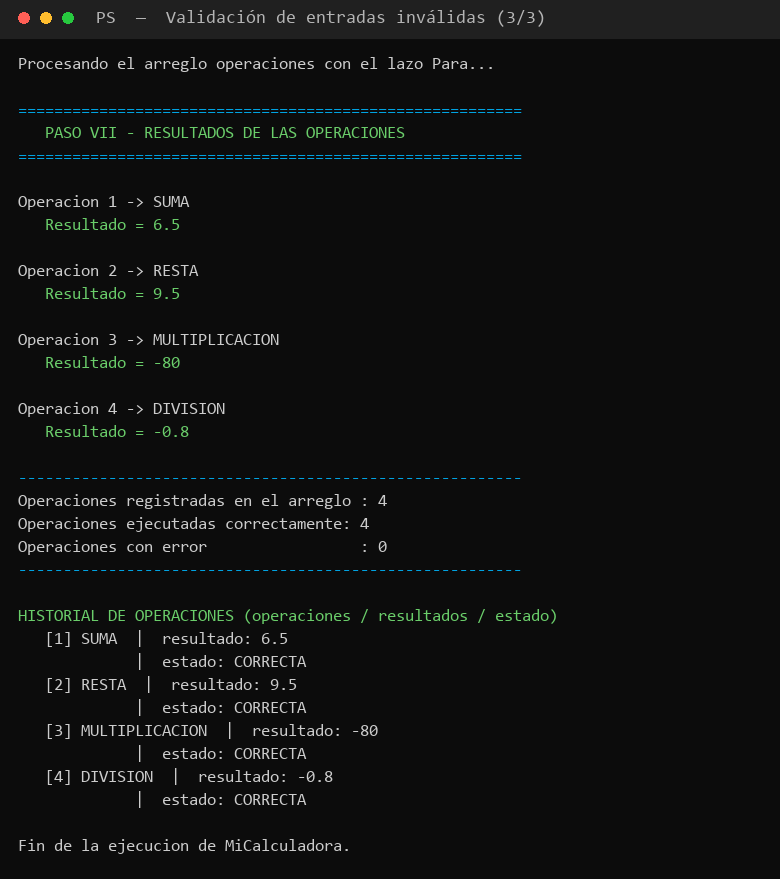 PS  —  Validación de entradas inválidas (3/3)
Procesando el arreglo operaciones con el lazo Para...
========================================================
   PASO VII - RESULTADOS DE LAS OPERACIONES
========================================================
Operacion 1 -> SUMA
   Resultado = 6.5
Operacion 2 -> RESTA
   Resultado = 9.5
Operacion 3 -> MULTIPLICACION
   Resultado = -80
Operacion 4 -> DIVISION
   Resultado = -0.8
--------------------------------------------------------
Operaciones registradas en el arreglo : 4
Operaciones ejecutadas correctamente: 4
Operaciones con error                 : 0
--------------------------------------------------------
HISTORIAL DE OPERACIONES (operaciones / resultados / estado)
   [1] SUMA  |  resultado: 6.5
             |  estado: CORRECTA
   [2] RESTA  |  resultado: 9.5
             |  estado: CORRECTA
   [3] MULTIPLICACION  |  resultado: -80
             |  estado: CORRECTA
   [4] DIVISION  |  resultado: -0.8
             |  estado: CORRECTA
Fin de la ejecucion de MiCalculadora.